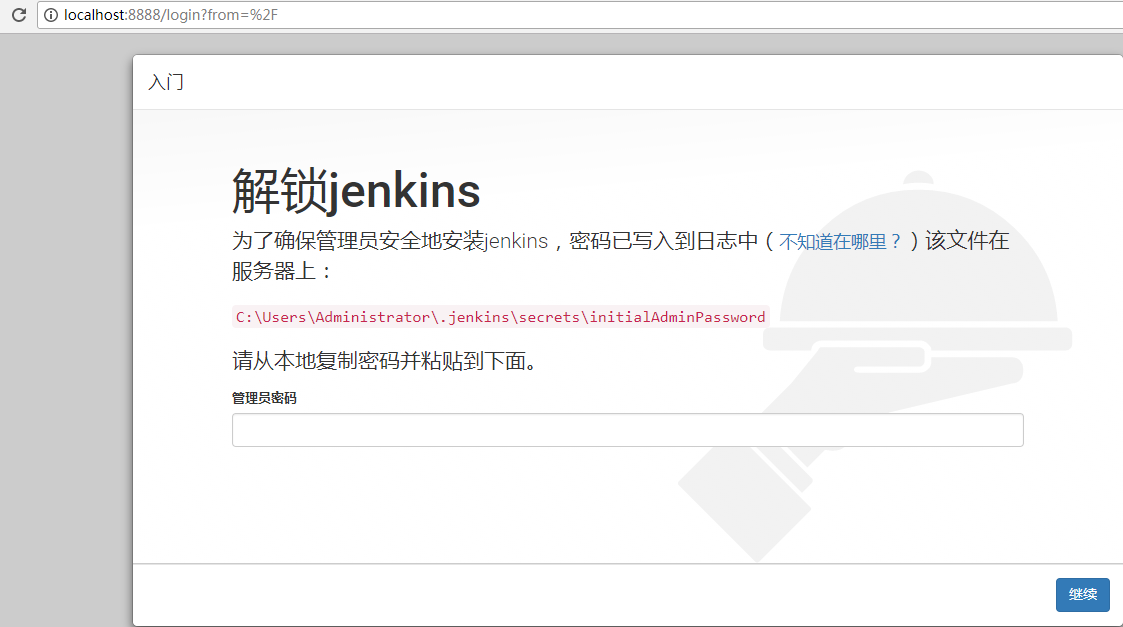 localhost:8888/login?from=%2F
入门
解锁jenkins
为了确保管理员安全地安装jenkins，密码已写入到日志中（不知道在哪里？）该文件在
服务器上：
C:\Users\Administrator\.jenkins\secrets\initialAdminPassword
请从本地复制密码并粘贴到下面。
管理员密码
继续